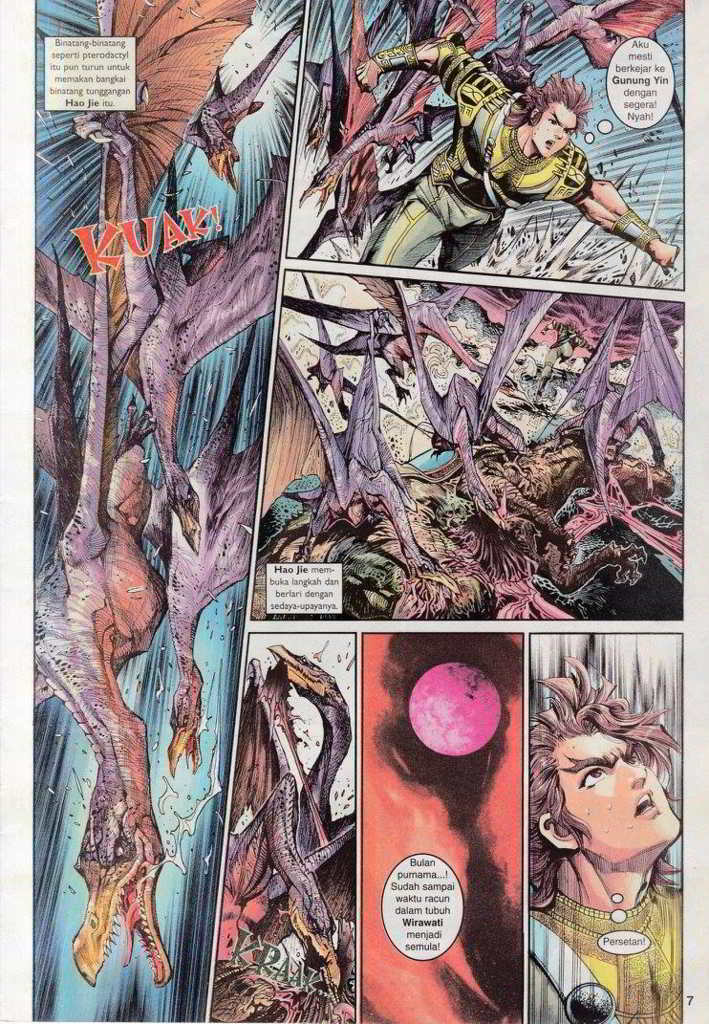 Binatang-binatang
seperti pterodactyl
itu pun turun untuk
memakan bangkai
binatang tunggangan
Hao Jie itu.
KUAK!
Aku
mesti
berkejar ke
Gunung Yin
dengan
segera!
Nyah!
Hao Jie mem-
buka langkah dan
berlari dengan
sedaya-upayanya.
KRAAK
Bulan
purnama...!
Sudah sampai
waktu racun
dalam tubuh
Wirawati
menjadi
semula!
Persetan!
7